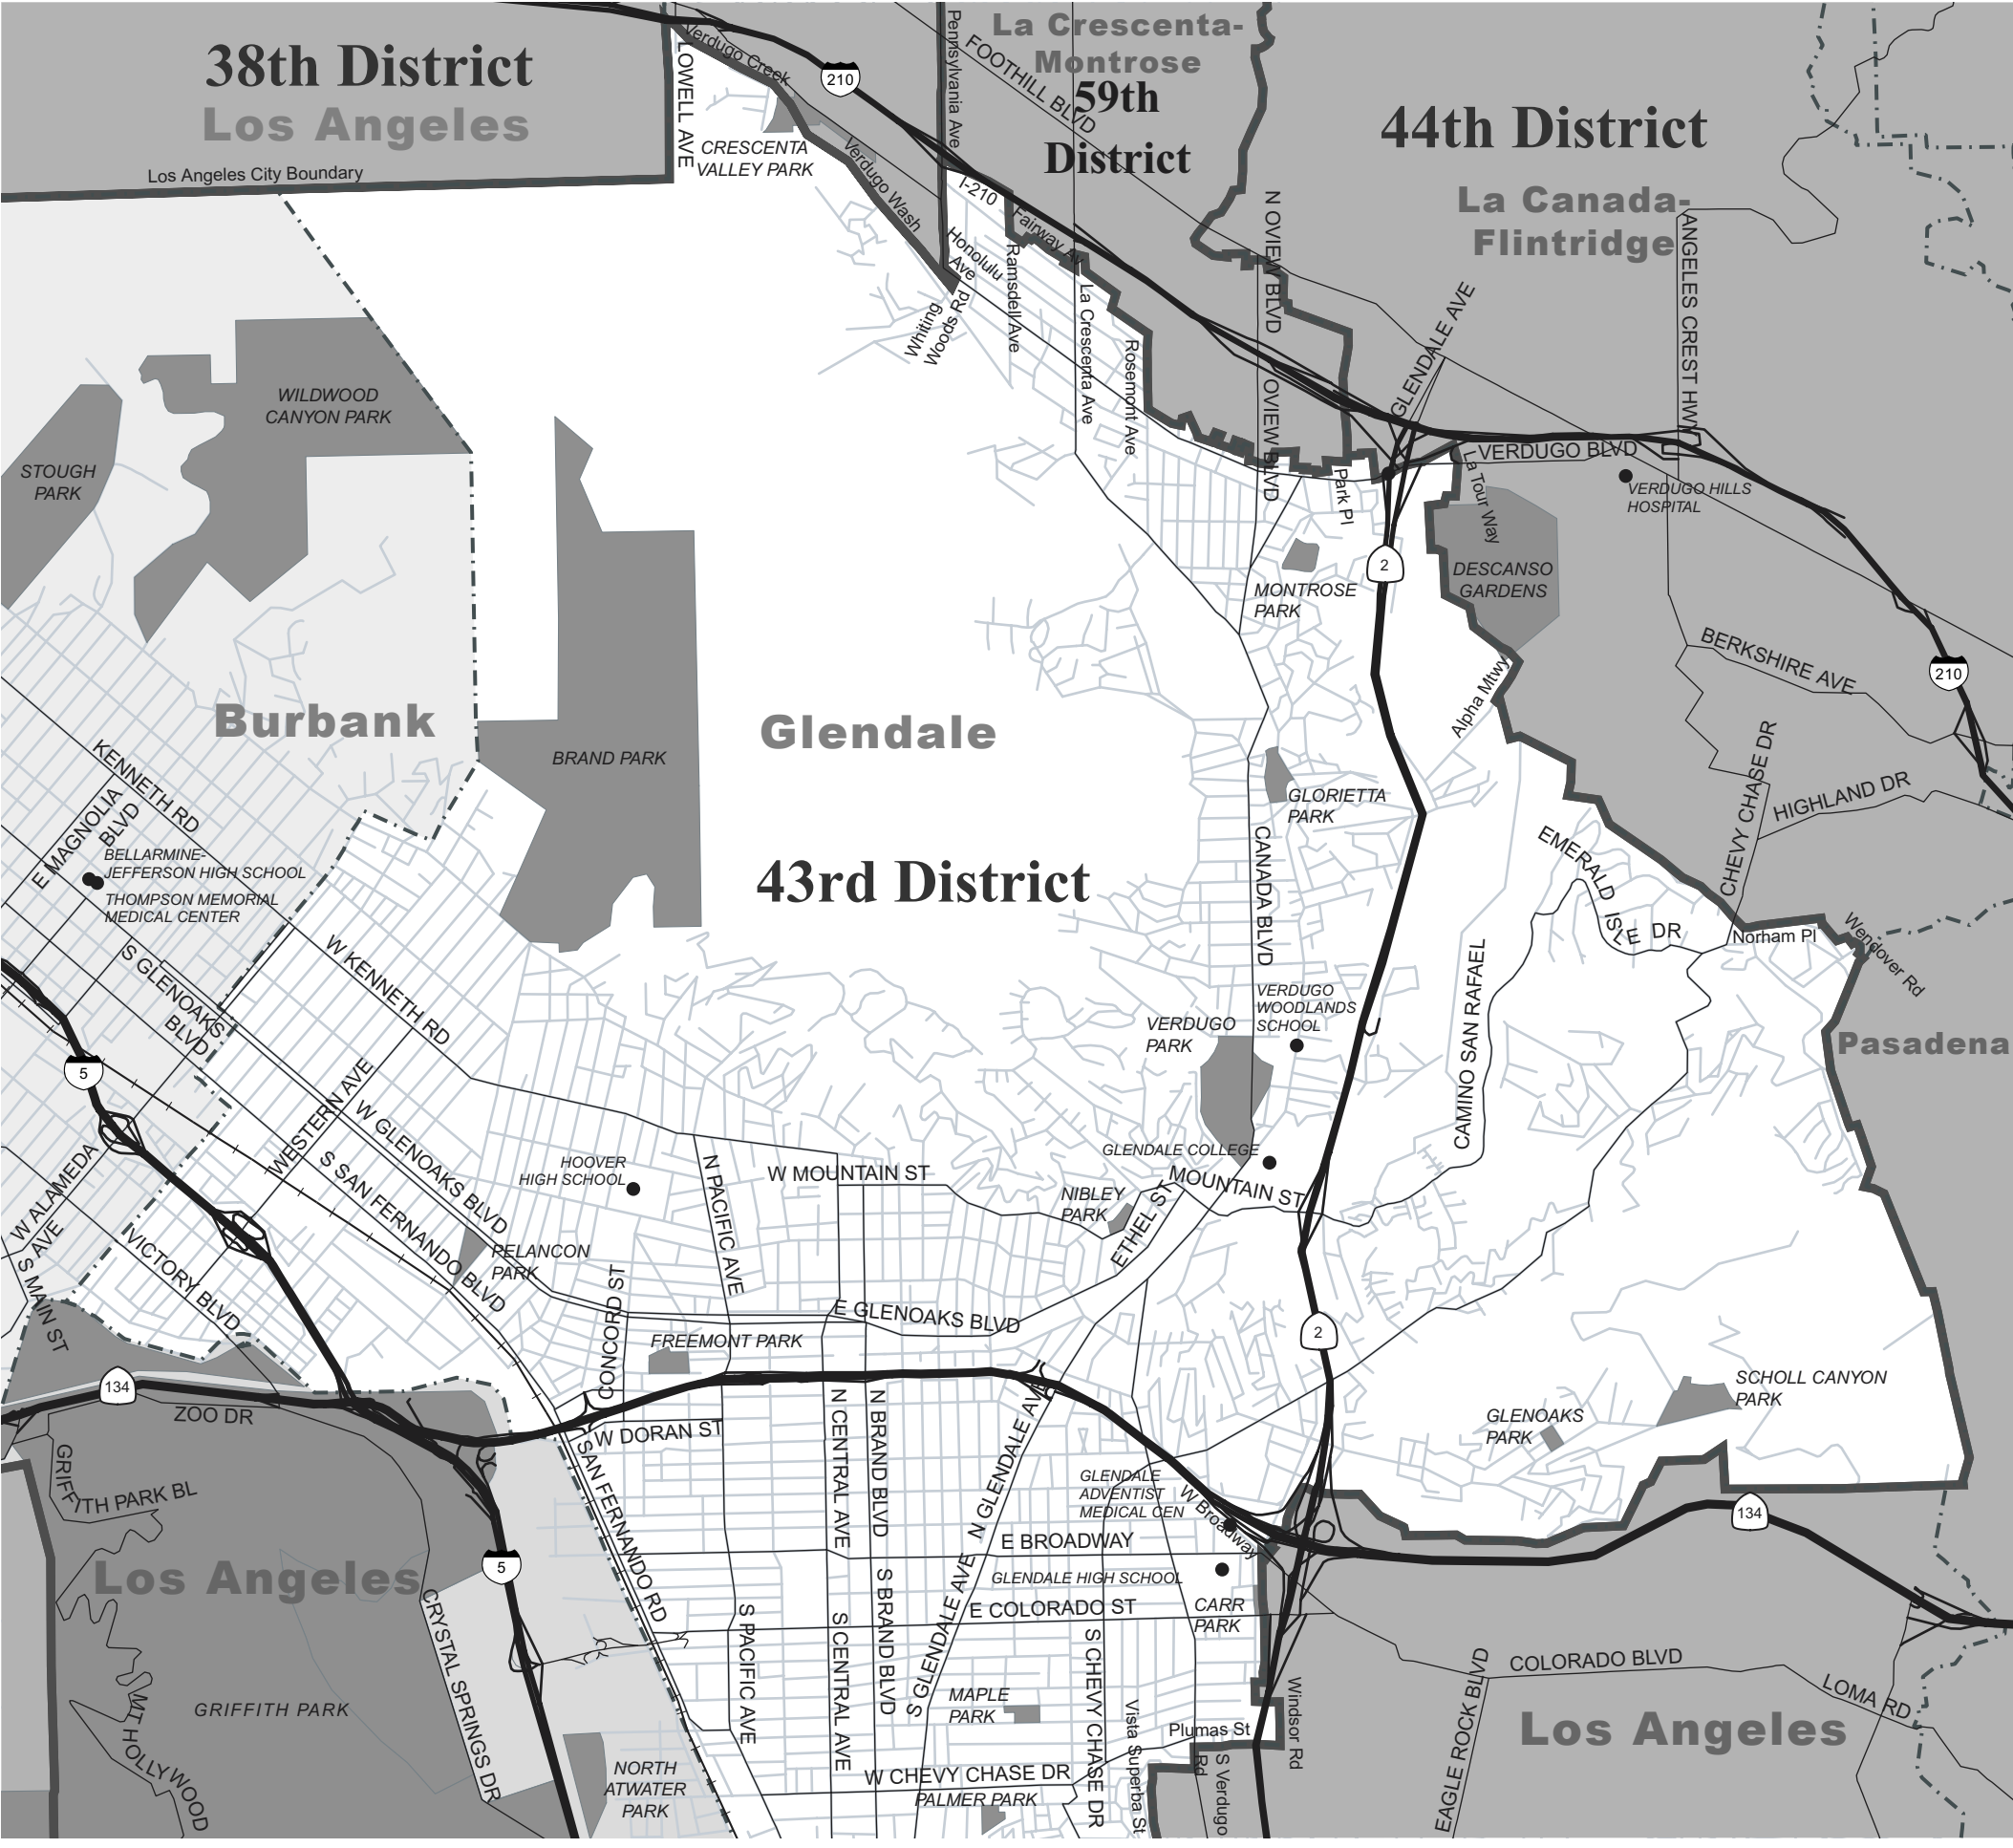 38th District
Los Angeles
Los Angeles City Boundary
LOWELL AVE
Verdugo Creek
210
Pennsylvania Ave
FOOTHILL BLVD
La Crescenta-
Montrose
59th
District
44th District
La Canada-
Flintridge
ANGELES CREST HWY
CRESCENTA
VALLEY PARK
Verdugo Wash
I-210
Fairway Av
Honolulu
Ave
Ramsdell Ave
Whiting
Woods Rd
La Crescenta Ave
Rosemont Ave
N OVIEW BLVD
OVIEW BLVD
GLENDALE AVE
Park Pl
VERDUGO BLVD
La Tour Way
VERDUGO HILLS
HOSPITAL
2
DESCANSO
GARDENS
MONTROSE
PARK
WILDWOOD
CANYON PARK
STOUGH
PARK
Burbank
BRAND PARK
Glendale
43rd District
Alpha Mtwy
BERKSHIRE AVE
210
CHEVY CHASE DR
HIGHLAND DR
GLORIETTA
PARK
CANADA BLVD
EMERALD ISLE DR
Norham Pl
Wendover Rd
Pasadena
KENNETH RD
E MAGNOLIA
BLVD
BELLARMINE-
JEFFERSON HIGH SCHOOL
THOMPSON MEMORIAL
MEDICAL CENTER
S GLENOAKS
BLVD
W KENNETH RD
5
WESTERN AVE
W GLENOAKS BLVD
S SAN FERNANDO BLVD
W ALAMEDA
AVE
S MAIN ST
VICTORY BLVD
VERDUGO
WOODLANDS
SCHOOL
VERDUGO
PARK
CAMINO SAN RAFAEL
GLENDALE COLLEGE
MOUNTAIN ST
HOOVER
HIGH SCHOOL
N PACIFIC AVE
W MOUNTAIN ST
NIBLEY
PARK
ETHEL ST
PELANCON
PARK
CONCORD ST
E GLENOAKS BLVD
FREEMONT PARK
2
134
ZOO DR
GRIFF
ITH PARK BL
W DORAN ST
SAN FERNANDO RD
N CENTRAL AVE
N BRAND BLVD
N GLENDALE AVE
GLENDALE
ADVENTIST
MEDICAL CEN
W Broadway
GLENOAKS
PARK
SCHOLL CANYON
PARK
134
E BROADWAY
GLENDALE HIGH SCHOOL
E COLORADO ST
CARR
PARK
Los Angeles
5
CRYSTAL SPRINGS DR
GRIFFITH PARK
MT HOLLYWOOD
NORTH
ATWATER
PARK
S PACIFIC AVE
S CENTRAL AVE
S BRAND BLVD
S GLENDALE AVE
MAPLE
PARK
S CHEVY CHASE DR
Vista Superba St
Plumas St
Rd
S Verdugo
Windsor Rd
W CHEVY CHASE DR
PALMER PARK
EAGLE ROCK BLVD
COLORADO BLVD
LOMA RD
Los Angeles